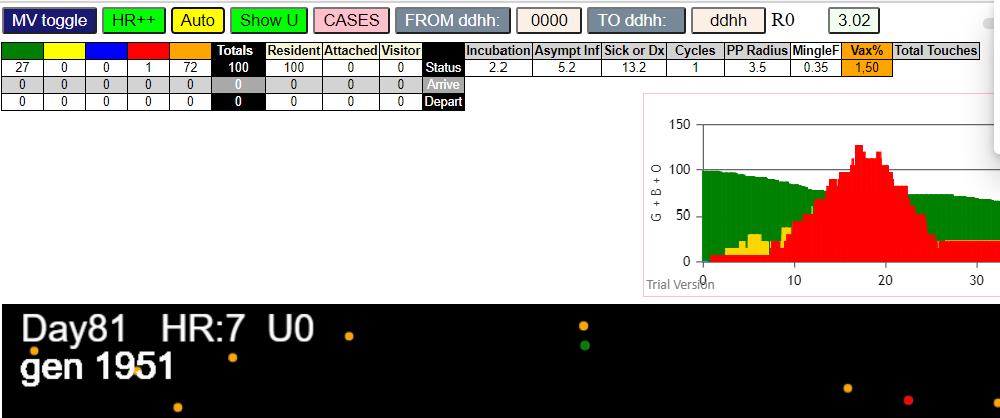 MV toggle HR++ Auto Show U CASES FROM ddhh: 0000 TO ddhh: ddhh R0 3.02
Totals Resident Attached Visitor Incubation Asympt Inf Sick or Dx Cycles PP Radius MingleF Vax% Total Touches
27 0 0 1 72 100 100 0 0 Status 2.2 5.2 13.2 1 3.5 0.35 1,50
0 0 0 0 0 0 0 0 0 Arrive
0 0 0 0 0 0 0 0 0 Depart
150
100
50
0
G + B + O
0 10 20 30
Trial Version
Day81 HR:7 U0
gen 1951